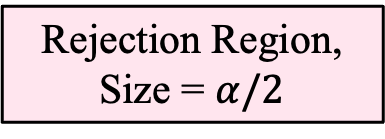 Rejection Region,
Size = α/2